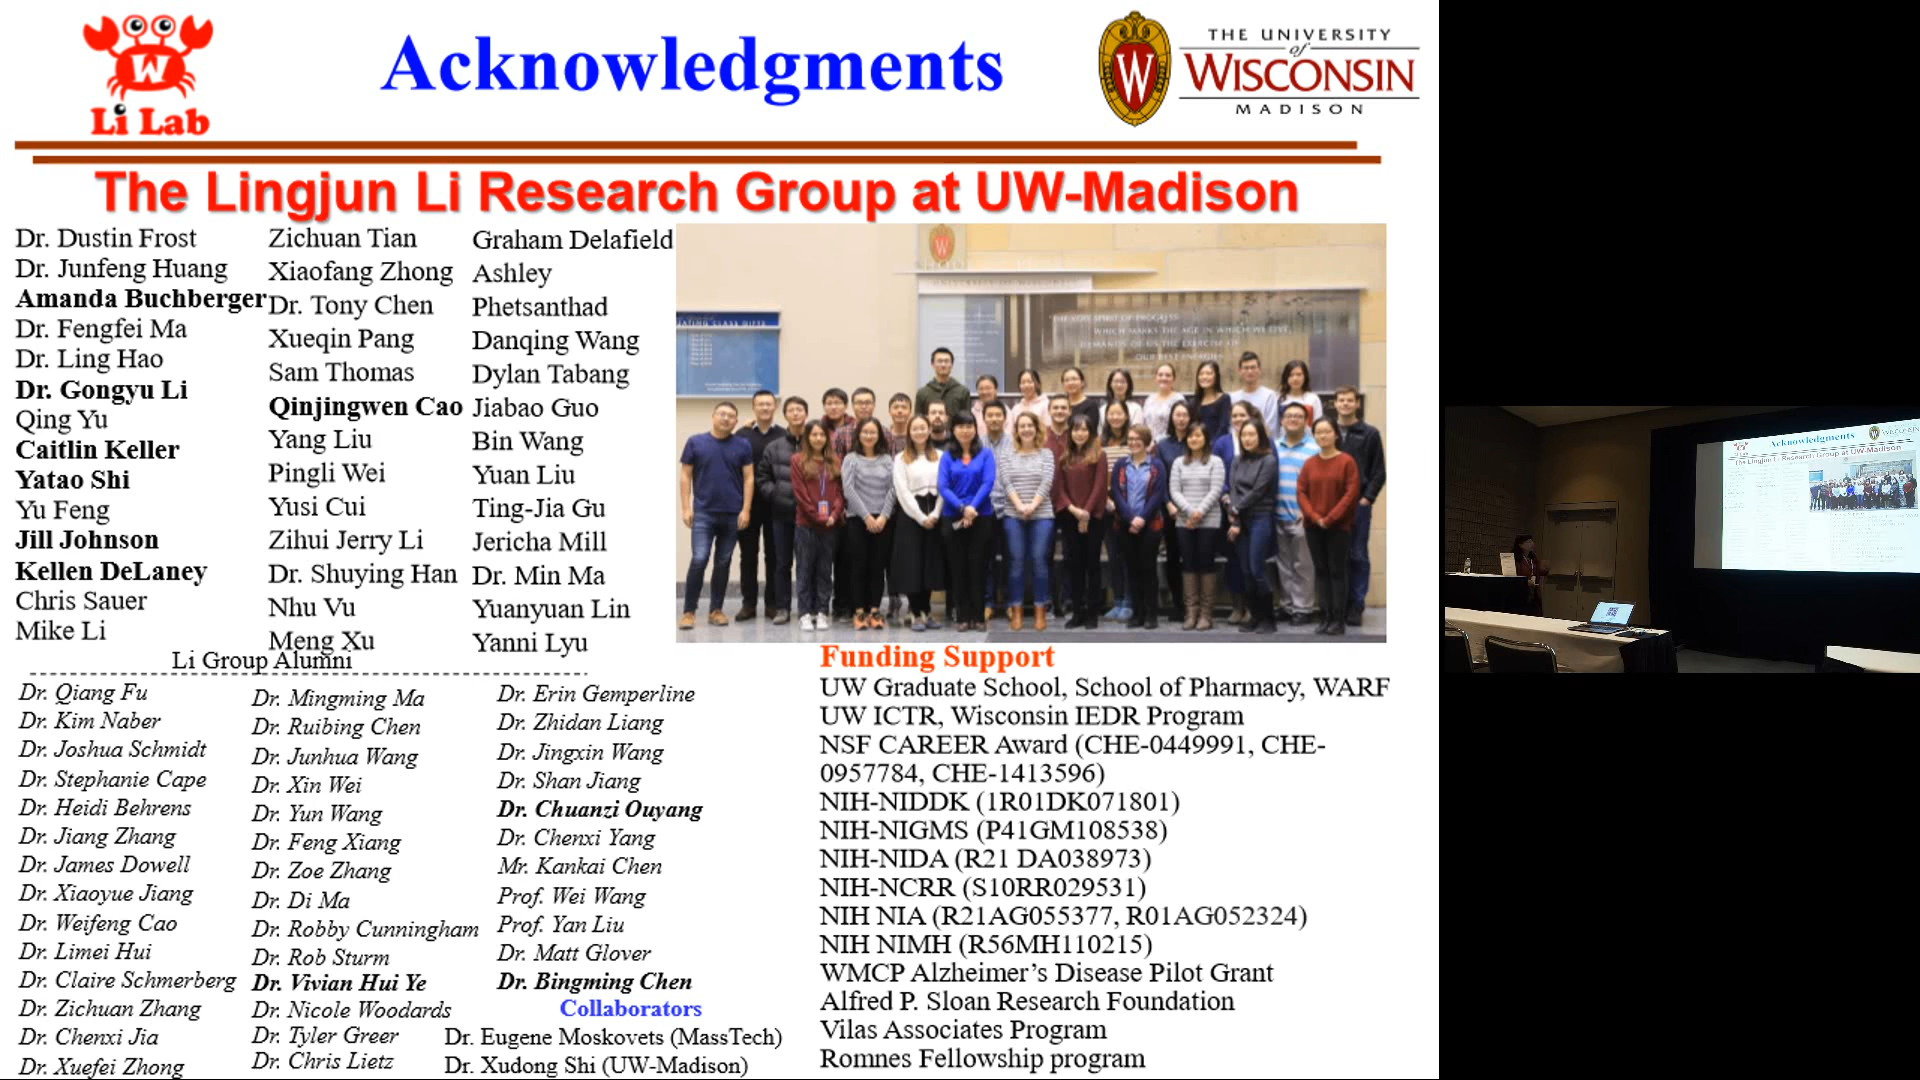 Li Lab
Acknowledgments
THE UNIVERSITY
of
WISCONSIN
MADISON
The Lingjun Li Research Group at UW-Madison
Dr. Dustin Frost
Dr. Junfeng Huang
Amanda Buchberger
Dr. Fengfei Ma
Dr. Ling Hao
Dr. Gongyu Li
Qing Yu
Caitlin Keller
Yatao Shi
Yu Feng
Jill Johnson
Kellen DeLaney
Chris Sauer
Mike Li
Zichuan Tian
Xiaofang Zhong
Dr. Tony Chen
Xueqin Pang
Sam Thomas
Qinjingwen Cao
Yang Liu
Pingli Wei
Yusi Cui
Zihui Jerry Li
Dr. Shuying Han
Nhu Vu
Meng Xu
Graham Delafield
Ashley
Phetsanthad
Danqing Wang
Dylan Tabang
Jiabao Guo
Bin Wang
Yuan Liu
Ting-Jia Gu
Jericha Mill
Dr. Min Ma
Yuanyuan Lin
Yanni Lyu
Li Group Alumni
Dr. Qiang Fu
Dr. Kim Naber
Dr. Joshua Schmidt
Dr. Stephanie Cape
Dr. Heidi Behrens
Dr. Jiang Zhang
Dr. James Dowell
Dr. Xiaoyue Jiang
Dr. Weifeng Cao
Dr. Limei Hui
Dr. Claire Schmerberg
Dr. Zichuan Zhang
Dr. Chenxi Jia
Dr. Xuefei Zhong
Dr. Mingming Ma
Dr. Ruibing Chen
Dr. Junhua Wang
Dr. Xin Wei
Dr. Yun Wang
Dr. Feng Xiang
Dr. Zoe Zhang
Dr. Di Ma
Dr. Robby Cunningham
Dr. Rob Sturm
Dr. Vivian Hui Ye
Dr. Nicole Woodards
Dr. Tyler Greer
Dr. Chris Lietz
Dr. Erin Gemperline
Dr. Zhidan Liang
Dr. Jingxin Wang
Dr. Shan Jiang
Dr. Chuanzi Ouyang
Dr. Chenxi Yang
Mr. Kankai Chen
Prof. Wei Wang
Prof. Yan Liu
Dr. Matt Glover
Dr. Bingming Chen
Collaborators
Dr. Eugene Moskovets (MassTech)
Dr. Xudong Shi (UW-Madison)
Funding Support
UW Graduate School, School of Pharmacy, WARF
UW ICTR, Wisconsin IEDR Program
NSF CAREER Award (CHE-0449991, CHE-
0957784, CHE-1413596)
NIH-NIDDK (1R01DK071801)
NIH-NIGMS (P41GM108538)
NIH-NIDA (R21 DA038973)
NIH-NCRR (S10RR029531)
NIH NIA (R21AG055377, R01AG052324)
NIH NIMH (R56MH110215)
WMCP Alzheimer's Disease Pilot Grant
Alfred P. Sloan Research Foundation
Vilas Associates Program
Romnes Fellowship program
Acknowledgments
WISCONSIN
The Lingjun Li Research Group at UW-Madison